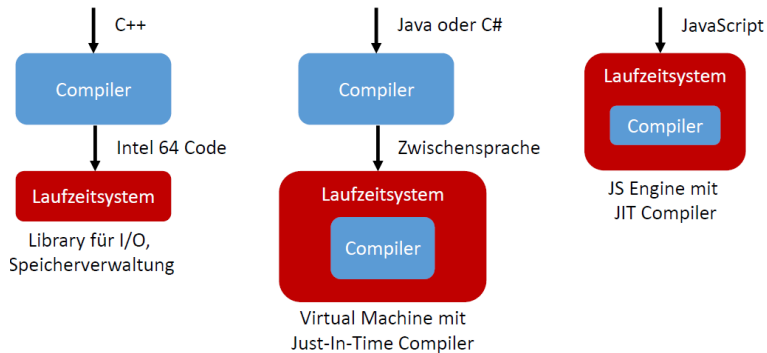 C++
Compiler
Intel 64 Code
Laufzeitsystem
Library für I/O,
Speicherverwaltung
Java oder C#
Compiler
Zwischensprache
Laufzeitsystem
Compiler
Virtual Machine mit
Just-In-Time Compiler
JavaScript
Laufzeitsystem
Compiler
JS Engine mit
JIT Compiler